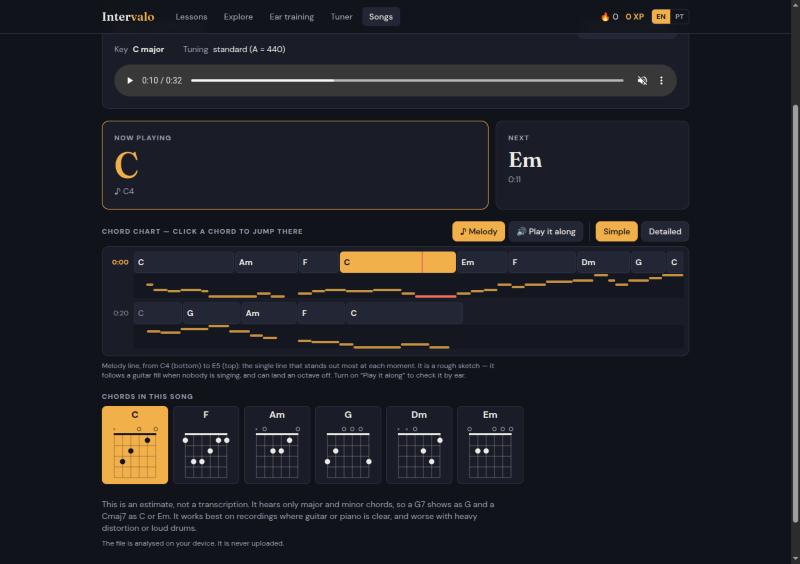 Intervalo Lessons Explore Ear training Tuner Songs 🔥 0 0 XP EN PT
Key C major Tuning standard (A = 440)
0:10 / 0:32
NOW PLAYING
C
♪ C4
NEXT
Em
0:11
CHORD CHART — CLICK A CHORD TO JUMP THERE
♪ Melody 🔊 Play it along Simple Detailed
0:00 C Am F C Em F Dm G C
0:20 C G Am F C
Melody line, from C4 (bottom) to E5 (top): the single line that stands out most at each moment. It is a rough sketch — it
follows a guitar fill when nobody is singing, and can land an octave off. Turn on "Play it along" to check it by ear.
CHORDS IN THIS SONG
C F Am G Dm Em
This is an estimate, not a transcription. It hears only major and minor chords, so a G7 shows as G and a
Cmaj7 as C or Em. It works best on recordings where guitar or piano is clear, and worse with heavy
distortion or loud drums.
The file is analysed on your device. It is never uploaded.